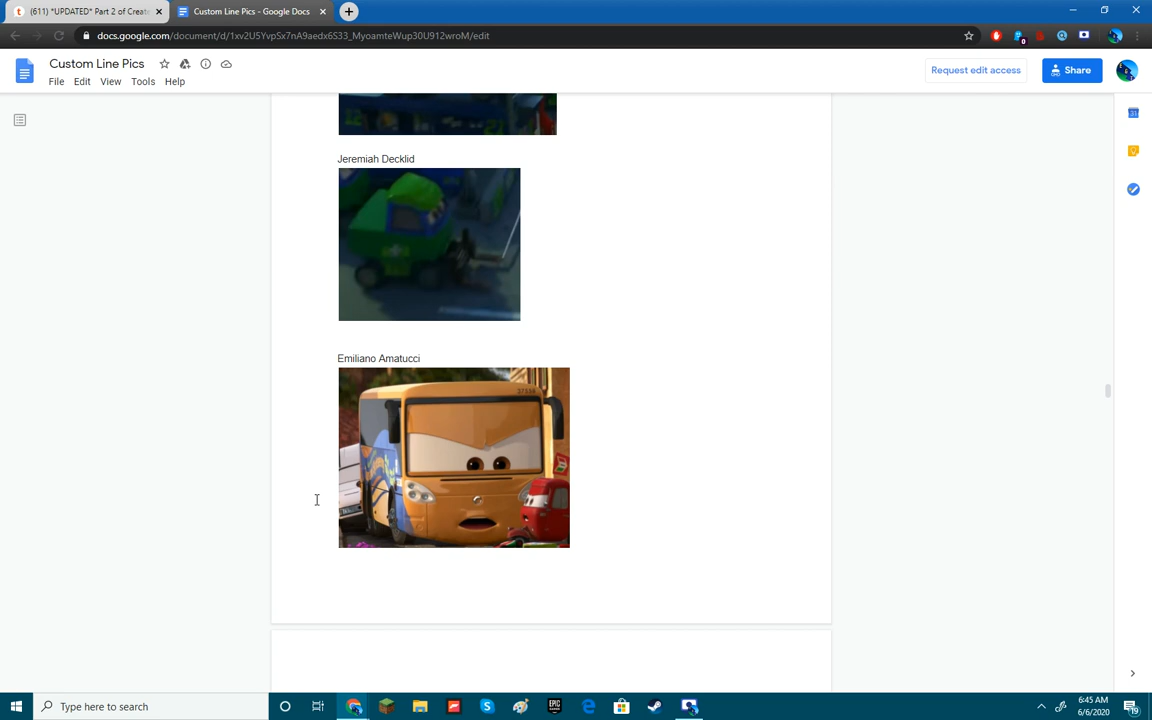 (611) *UPDATED* Part 2 of Create
Custom Line Pics - Google Docs
docs.google.com/document/d/1xv2U5YvpSx7nA9aedx6S33_MyoamteWup30U912wroM/edit
Custom Line Pics
Request edit access
Share
File Edit View Tools Help
Jeremiah Decklid
Emiliano Amatucci
Type here to search
6:45 AM
6/6/2020
19